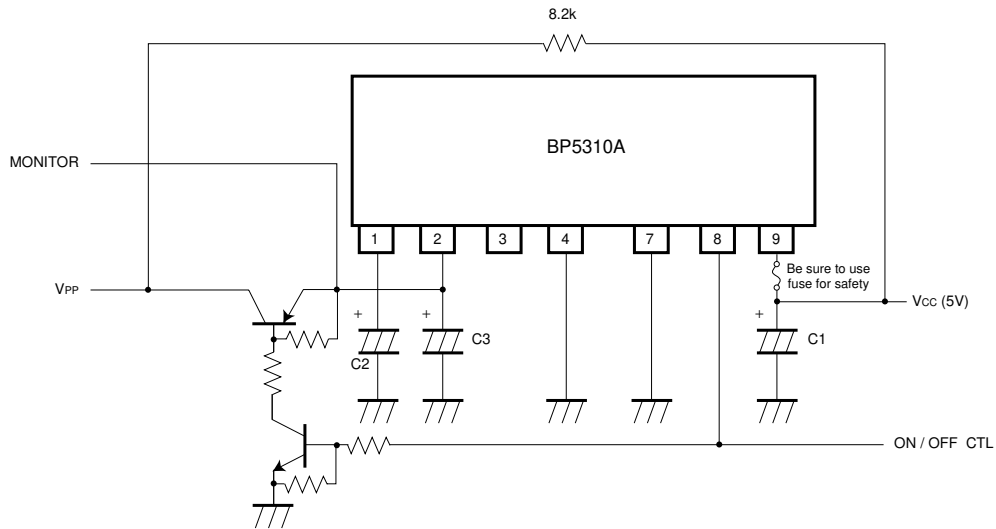 8.2k
BP5310A
MONITOR
1 2 3 4 7 8 9
Be sure to use
fuse for safety
VPP
VCC (5V)
+ + +
C3
C1
C2
ON / OFF CTL